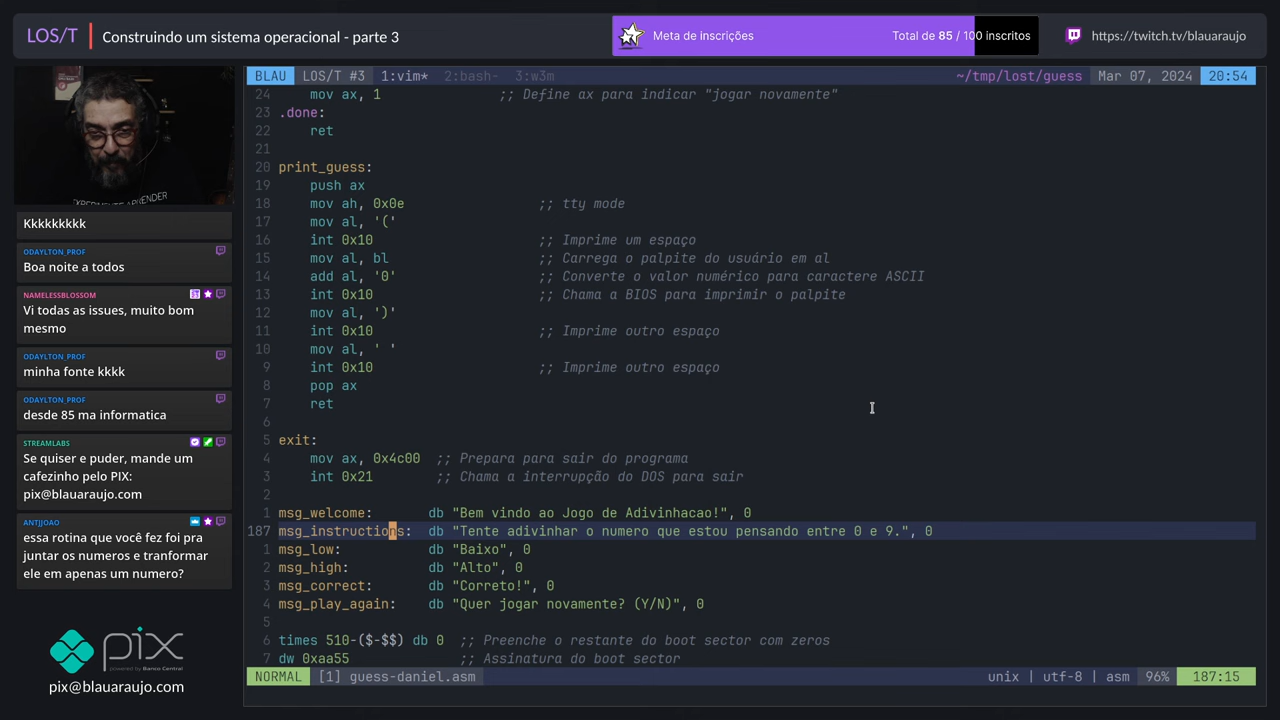 LOS/T | Construindo um sistema operacional - parte 3
Meta de inscrições Total de 85 / 100 inscritos
https://twitch.tv/blauaraujo
EXPERIMENTE APRENDER
Kkkkkkkkk
ODAYLTON_PROF
Boa noite a todos
NAMELESSBLOSSOM
Vi todas as issues, muito bom
mesmo
ODAYLTON_PROF
minha fonte kkkk
ODAYLTON_PROF
desde 85 ma informatica
STREAMLABS
Se quiser e puder, mande um
cafezinho pelo PIX:
pix@blauaraujo.com
ANTJJOAO
essa rotina que você fez foi pra
juntar os numeros e tranformar
ele em apenas um numero?
pix
powered by Banco Central
pix@blauaraujo.com
BLAU LOS/T #3 1:vim* 2:bash- 3:w3m ~/tmp/lost/guess Mar 07, 2024 20:54
24 mov ax, 1 ;; Define ax para indicar "jogar novamente"
23 .done:
22 ret
21
20 print_guess:
19 push ax
18 mov ah, 0x0e ;; tty mode
17 mov al, '('
16 int 0x10 ;; Imprime um espaço
15 mov al, bl ;; Carrega o palpite do usuário em al
14 add al, '0' ;; Converte o valor numérico para caractere ASCII
13 int 0x10 ;; Chama a BIOS para imprimir o palpite
12 mov al, ')'
11 int 0x10 ;; Imprime outro espaço
10 mov al, ' '
9 int 0x10 ;; Imprime outro espaço
8 pop ax
7 ret
6
5 exit:
4 mov ax, 0x4c00 ;; Prepara para sair do programa
3 int 0x21 ;; Chama a interrupção do DOS para sair
2
1 msg_welcome: db "Bem vindo ao Jogo de Adivinhacao!", 0
187 msg_instructions: db "Tente adivinhar o numero que estou pensando entre 0 e 9.", 0
1 msg_low: db "Baixo", 0
2 msg_high: db "Alto", 0
3 msg_correct: db "Correto!", 0
4 msg_play_again: db "Quer jogar novamente? (Y/N)", 0
5
6 times 510-($-$$) db 0 ;; Preenche o restante do boot sector com zeros
7 dw 0xaa55 ;; Assinatura do boot sector
NORMAL [1] guess-daniel.asm unix | utf-8 | asm 96% 187:15